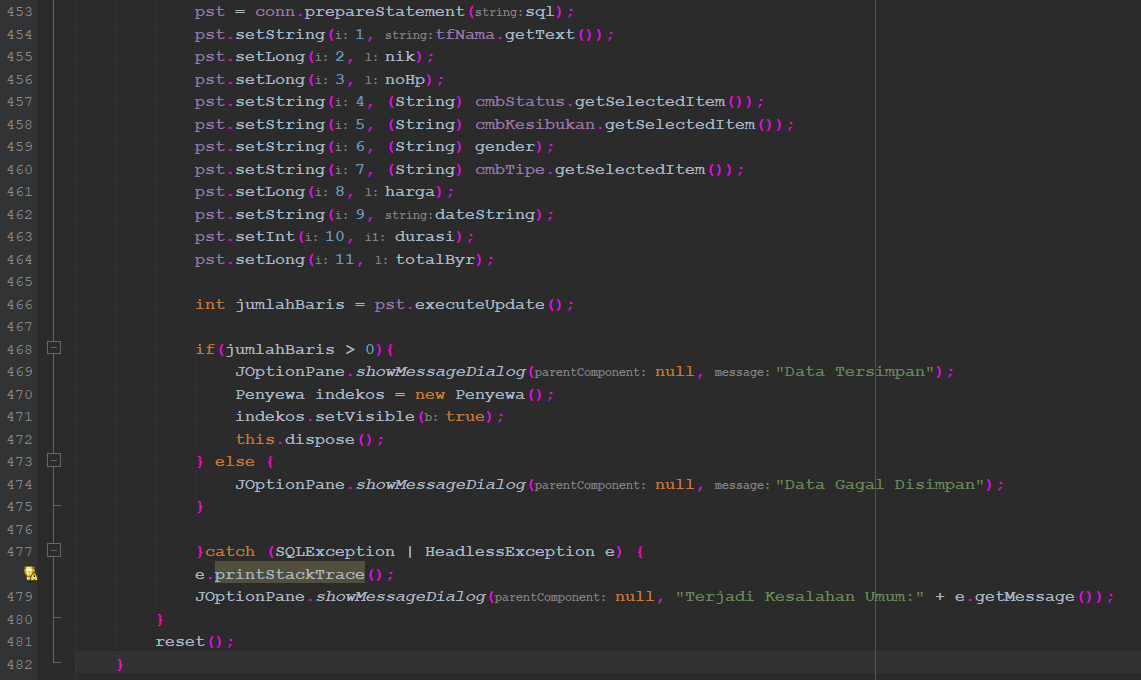 453 pst = conn.prepareStatement(string: sql);
454 pst.setString(i: 1, string: tfNama.getText());
455 pst.setLong(i: 2, l: nik);
456 pst.setLong(i: 3, l: noHp);
457 pst.setString(i: 4, (String) cmbStatus.getSelectedItem());
458 pst.setString(i: 5, (String) cmbKesibukan.getSelectedItem());
459 pst.setString(i: 6, (String) gender);
460 pst.setString(i: 7, (String) cmbTipe.getSelectedItem());
461 pst.setLong(i: 8, l: harga);
462 pst.setString(i: 9, string: dateString);
463 pst.setInt(i: 10, i1: durasi);
464 pst.setLong(i: 11, l: totalByr);
465
466 int jumlahBaris = pst.executeUpdate();
467
468 if(jumlahBaris > 0){
469 JOptionPane.showMessageDialog(parentComponent: null, message: "Data Tersimpan");
470 Penyewa indekos = new Penyewa();
471 indekos.setVisible(b: true);
472 this.dispose();
473 } else {
474 JOptionPane.showMessageDialog(parentComponent: null, message: "Data Gagal Disimpan");
475 }
476
477 }catch (SQLException | HeadlessException e) {
e.printStackTrace();
479 JOptionPane.showMessageDialog(parentComponent: null, "Terjadi Kesalahan Umum:" + e.getMessage());
480 }
481 reset();
482 }